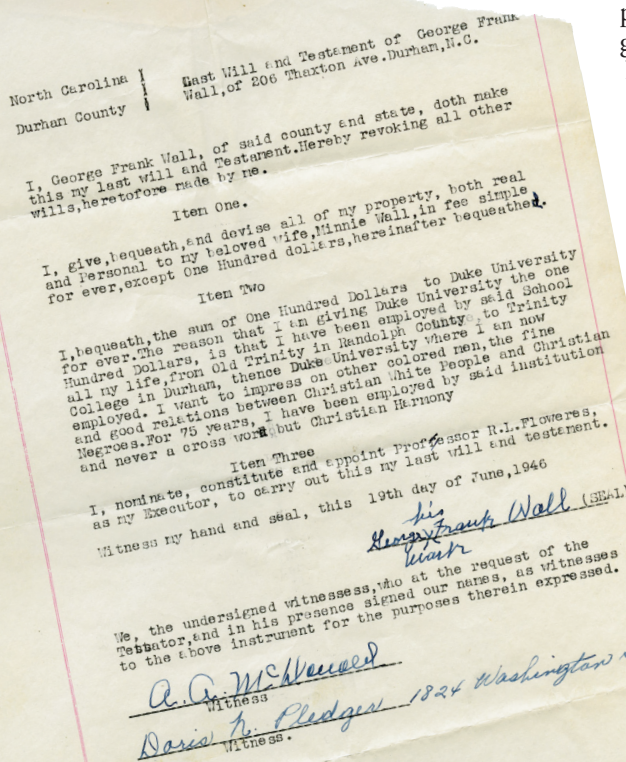 p
g
North Carolina
Durham County
Last Will and Testament of George Frank
Wall,of 206 Thaxton Ave.Durham,N.C.
I, George Frank Wall, of said county and state, doth make
this my last will and Testament.Hereby revoking all other
wills,heretofore made by me.
Item One.
I, give,bequeath,and devise all of my property, both real
and Personal to my beloved wife,Minnie Wall,in fee simple
for ever,except One Hundred dollars,hereinafter bequeathed.
Item Two
I,bequeath,the sum of One Hundred Dollars to Duke University
for ever.The reason that I am giving Duke University the one
Hundred Dollars, is that I have been employed by said School
all my life,from Old Trinity in Randolph County, to Trinity
College in Durham, thence Duke University where I am now
employed. I want to impress on other colored men,the fine
and good relations between Christian White People and Christian
Negroes.For 75 years, I have been employed by said institution
and never a cross word,but Christian Harmony
Item Three
I, nominate, constitute and appoint Proffessor R.L.Floweres,
as my Executor, to carry out this my last will and testament.
Witness my hand and seal, this 19th day of June,1946
his
George X Frank Wall (SEAL)
mark
We, the undersigned witnessess,who at the request of the
Testator,and in his presence signed our names, as witnesses
to the above instrument for the purposes therein expressed.
A. A. McDonald
Witness
Doris N. Pledger 1824 Washington
Witness.